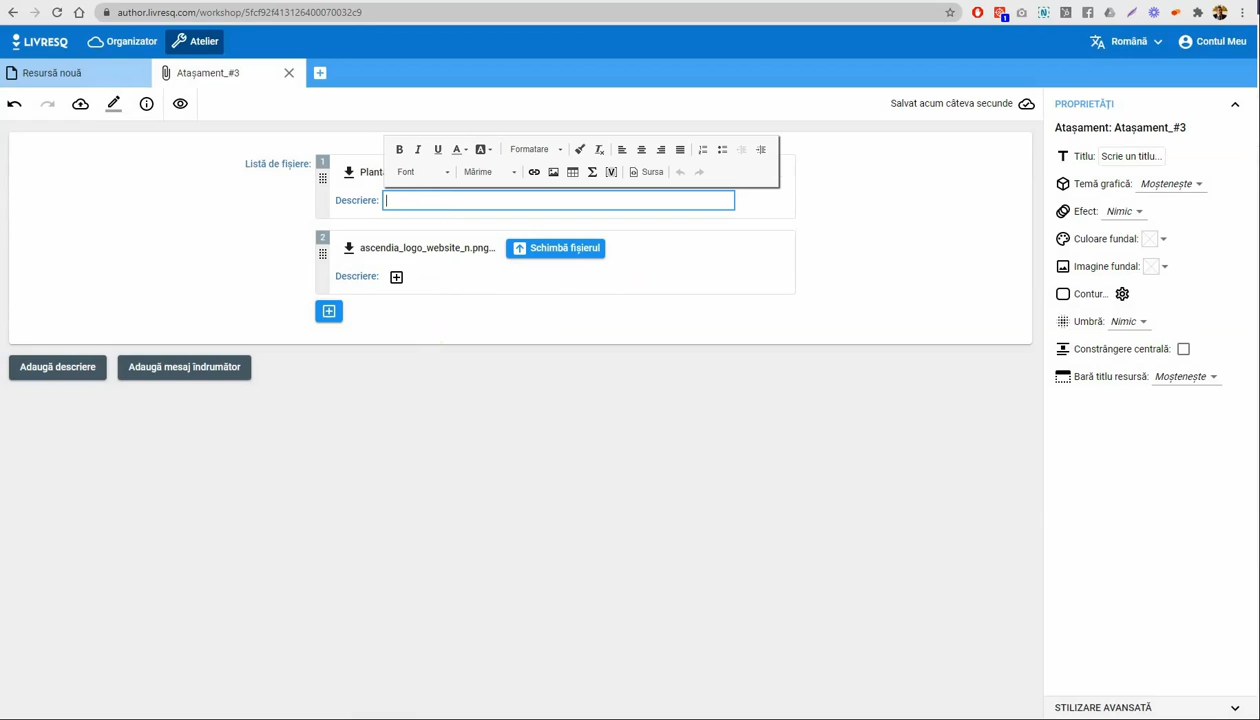 author.livresq.com/workshop/5fcf92f413126400070032c9
1
LIVRESQ
Organizator
Atelier
Română
Contul Meu
Resursă nouă
Atașament_#3
Salvat acum câteva secunde
PROPRIETĂȚI
Atașament: Atașament_#3
B I U A A Formatare
Font Mărime Σ [V] Sursa
Listă de fișiere:
1
Descriere:
2
ascendia_logo_website_n.png...
Schimbă fișierul
Descriere:
Adaugă descriere
Adaugă mesaj îndrumător
Titlu: Scrie un titlu...
Temă grafică: Moștenește
Efect: Nimic
Culoare fundal:
Imagine fundal:
Contur...
Umbră: Nimic
Constrângere centrală:
Bară titlu resursă: Moștenește
STILIZARE AVANSATĂ